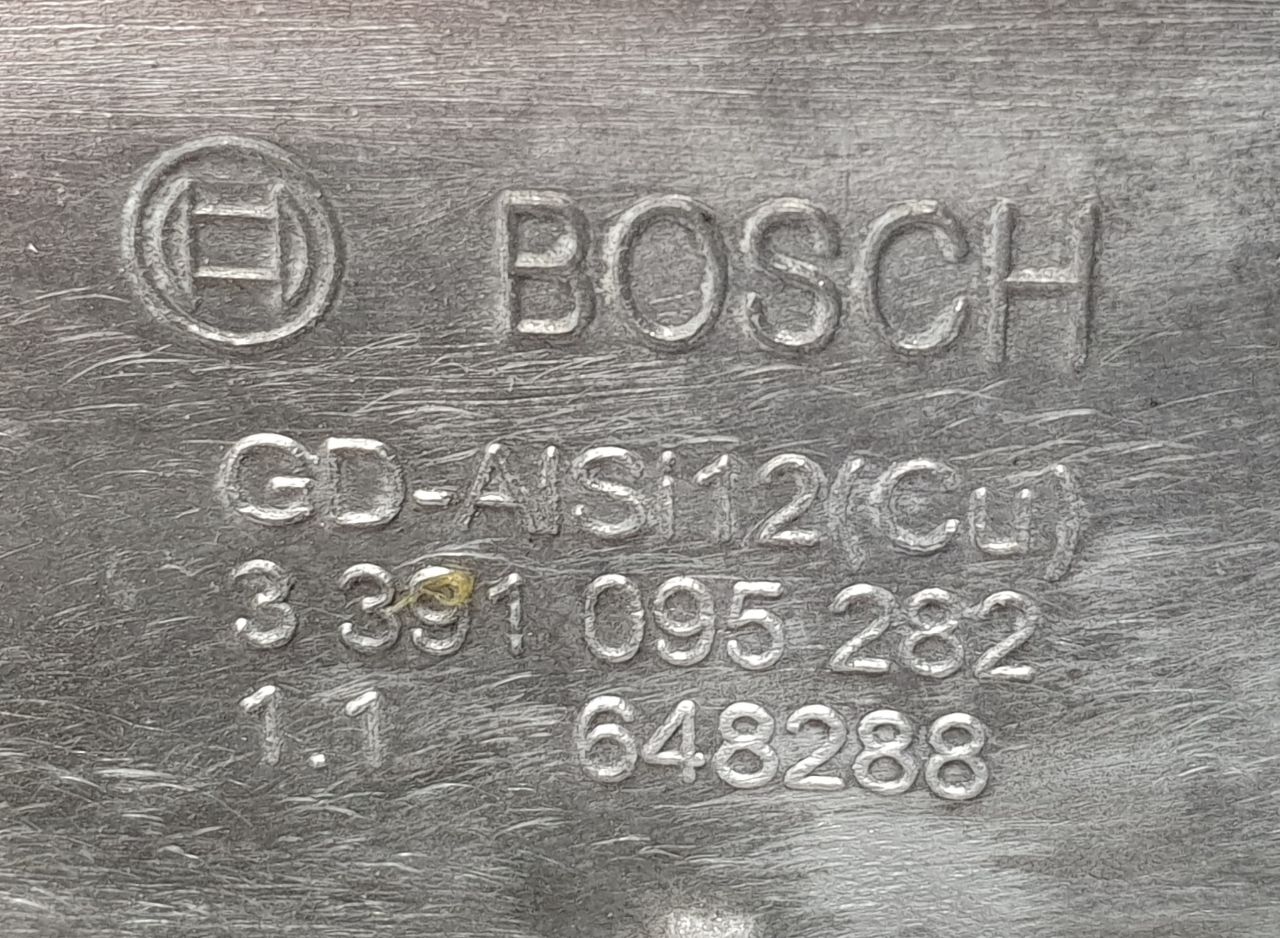 BOSCH
GD-AlSi12(Cu)
3 391 095 282
1.1 648288